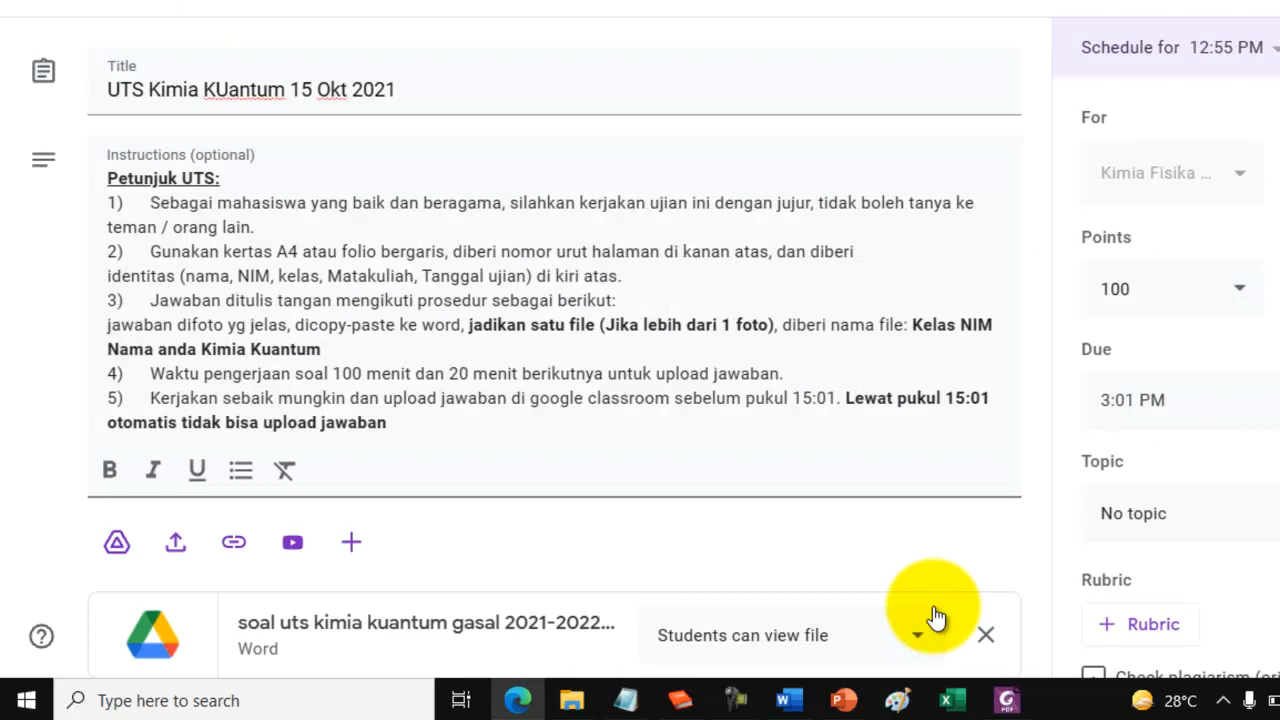 Schedule for 12:55 PM
Title
UTS Kimia KUantum 15 Okt 2021
For
Instructions (optional)
Kimia Fisika ...
Petunjuk UTS:
1) Sebagai mahasiswa yang baik dan beragama, silahkan kerjakan ujian ini dengan jujur, tidak boleh tanya ke
teman / orang lain.
Points
2) Gunakan kertas A4 atau folio bergaris, diberi nomor urut halaman di kanan atas, dan diberi
identitas (nama, NIM, kelas, Matakuliah, Tanggal ujian) di kiri atas.
100
3) Jawaban ditulis tangan mengikuti prosedur sebagai berikut:
jawaban difoto yg jelas, dicopy-paste ke word, jadikan satu file (Jika lebih dari 1 foto), diberi nama file: Kelas NIM
Nama anda Kimia Kuantum
Due
4) Waktu pengerjaan soal 100 menit dan 20 menit berikutnya untuk upload jawaban.
5) Kerjakan sebaik mungkin dan upload jawaban di google classroom sebelum pukul 15:01. Lewat pukul 15:01
otomatis tidak bisa upload jawaban
3:01 PM
Topic
B I U
No topic
Rubric
+ Rubric
soal uts kimia kuantum gasal 2021-2022...
Word
Students can view file
Check plagiarism (ori
Type here to search
28°C